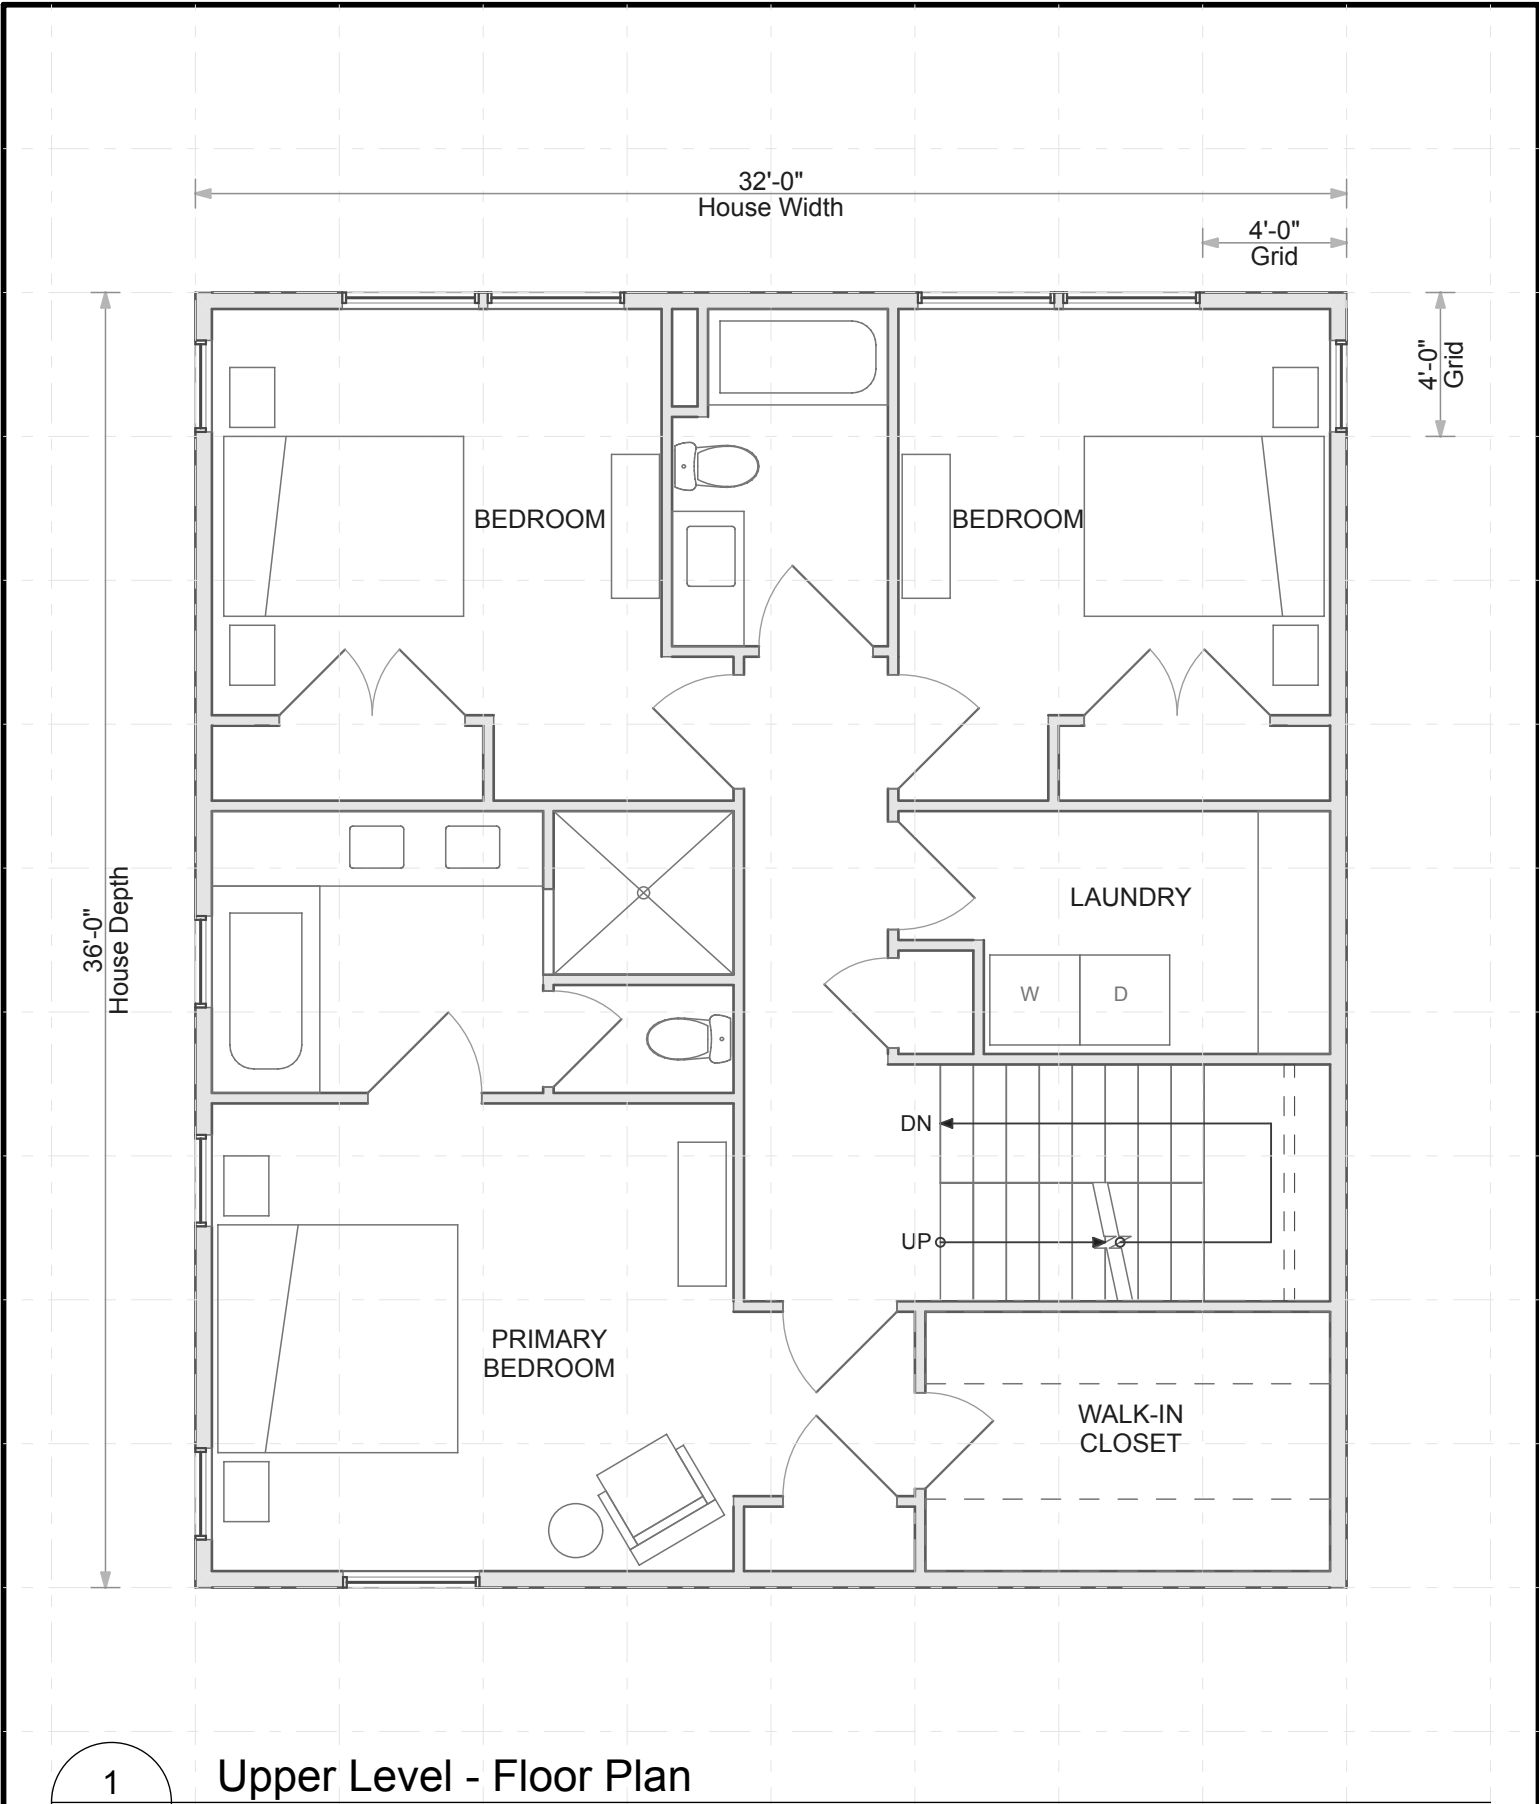 32'-0"
House Width
4'-0"
Grid
4'-0"
Grid
BEDROOM
BEDROOM
36'-0"
House Depth
LAUNDRY
W
D
DN
UP
PRIMARY
BEDROOM
WALK-IN
CLOSET
1
Upper Level - Floor Plan